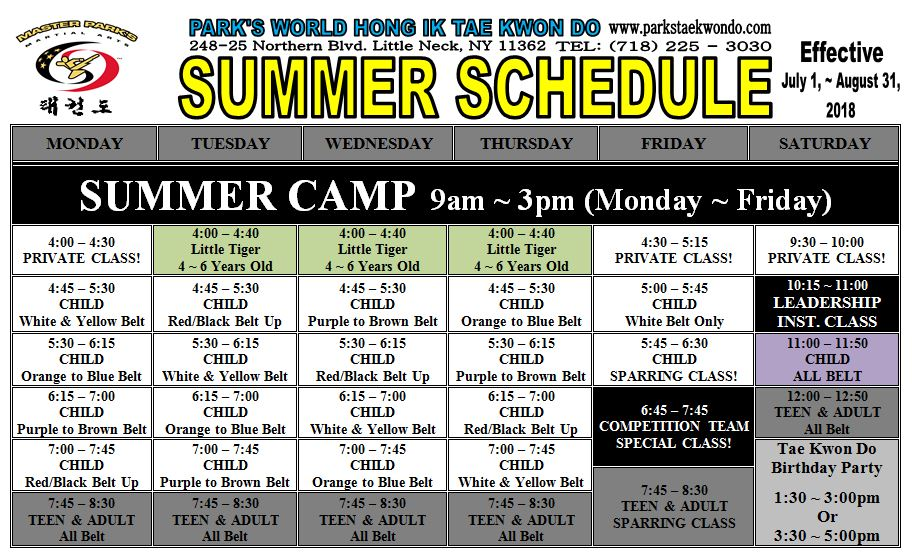 MASTER PARK'S
MARTIAL ARTS
태권도
PARK'S WORLD HONG IK TAE KWON DO www.parkstaekwondo.com
248-25 Northern Blvd. Little Neck, NY 11362 TEL: (718) 225 - 3030
SUMMER SCHEDULE
Effective
July 1, ~ August 31,
2018
MONDAY TUESDAY WEDNESDAY THURSDAY FRIDAY SATURDAY
SUMMER CAMP 9am ~ 3pm (Monday ~ Friday)
4:00 – 4:30
PRIVATE CLASS!
4:00 – 4:40
Little Tiger
4 ~ 6 Years Old
4:00 – 4:40
Little Tiger
4 ~ 6 Years Old
4:00 – 4:40
Little Tiger
4 ~ 6 Years Old
4:30 – 5:15
PRIVATE CLASS!
9:30 – 10:00
PRIVATE CLASS!
4:45 – 5:30
CHILD
White & Yellow Belt
4:45 – 5:30
CHILD
Red/Black Belt Up
4:45 – 5:30
CHILD
Purple to Brown Belt
4:45 – 5:30
CHILD
Orange to Blue Belt
5:00 – 5:45
CHILD
White Belt Only
10:15 ~ 11:00
LEADERSHIP
INST. CLASS
5:30 – 6:15
CHILD
Orange to Blue Belt
5:30 – 6:15
CHILD
White & Yellow Belt
5:30 – 6:15
CHILD
Red/Black Belt Up
5:30 – 6:15
CHILD
Purple to Brown Belt
5:45 – 6:30
CHILD
SPARRING CLASS!
11:00 – 11:50
CHILD
ALL BELT
6:15 – 7:00
CHILD
Purple to Brown Belt
6:15 – 7:00
CHILD
Orange to Blue Belt
6:15 – 7:00
CHILD
White & Yellow Belt
6:15 – 7:00
CHILD
Red/Black Belt Up
6:45 – 7:45
COMPETITION TEAM
SPECIAL CLASS!
12:00 – 12:50
TEEN & ADULT
All Belt
7:00 – 7:45
CHILD
Red/Black Belt Up
7:00 – 7:45
CHILD
Purple to Brown Belt
7:00 – 7:45
CHILD
Orange to Blue Belt
7:00 – 7:45
CHILD
White & Yellow Belt
Tae Kwon Do
Birthday Party
1:30 ~ 3:00pm
Or
3:30 ~ 5:00pm
7:45 – 8:30
TEEN & ADULT
All Belt
7:45 – 8:30
TEEN & ADULT
All Belt
7:45 – 8:30
TEEN & ADULT
All Belt
7:45 – 8:30
TEEN & ADULT
All Belt
7:45 – 8:30
TEEN & ADULT
SPARRING CLASS